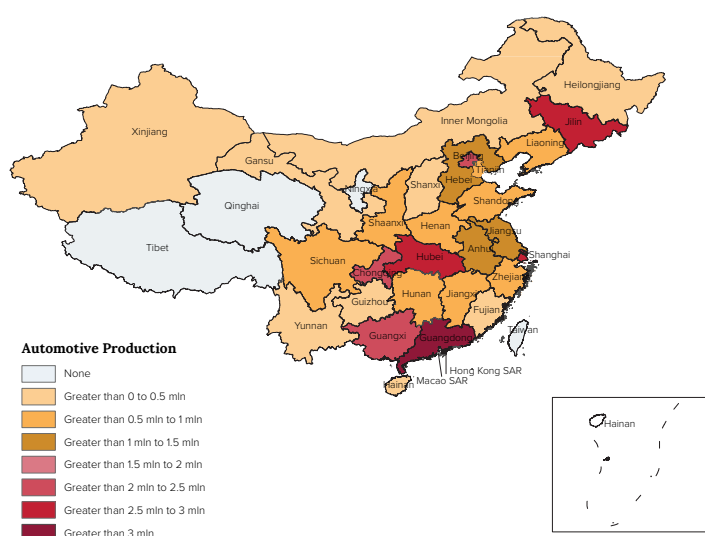 Heilongjiang
Jilin
Inner Mongolia
Xinjiang
Liaoning
Beijing
Gansu
Tianjin
Hebei
Shanxi
Ningxia
Shandong
Qinghai
Shaanxi
Henan
Jiangsu
Tibet
Anhui
Shanghai
Hubei
Sichuan
Chongqing
Zhejiang
Hunan
Jiangxi
Guizhou
Fujian
Yunnan
Taiwan
Guangxi
Guangdong
Hong Kong SAR
Macao SAR
Hainan
Automotive Production
None
Greater than 0 to 0.5 mln
Greater than 0.5 mln to 1 mln
Greater than 1 mln to 1.5 mln
Greater than 1.5 mln to 2 mln
Greater than 2 mln to 2.5 mln
Greater than 2.5 mln to 3 mln
Greater than 3 mln
Hainan